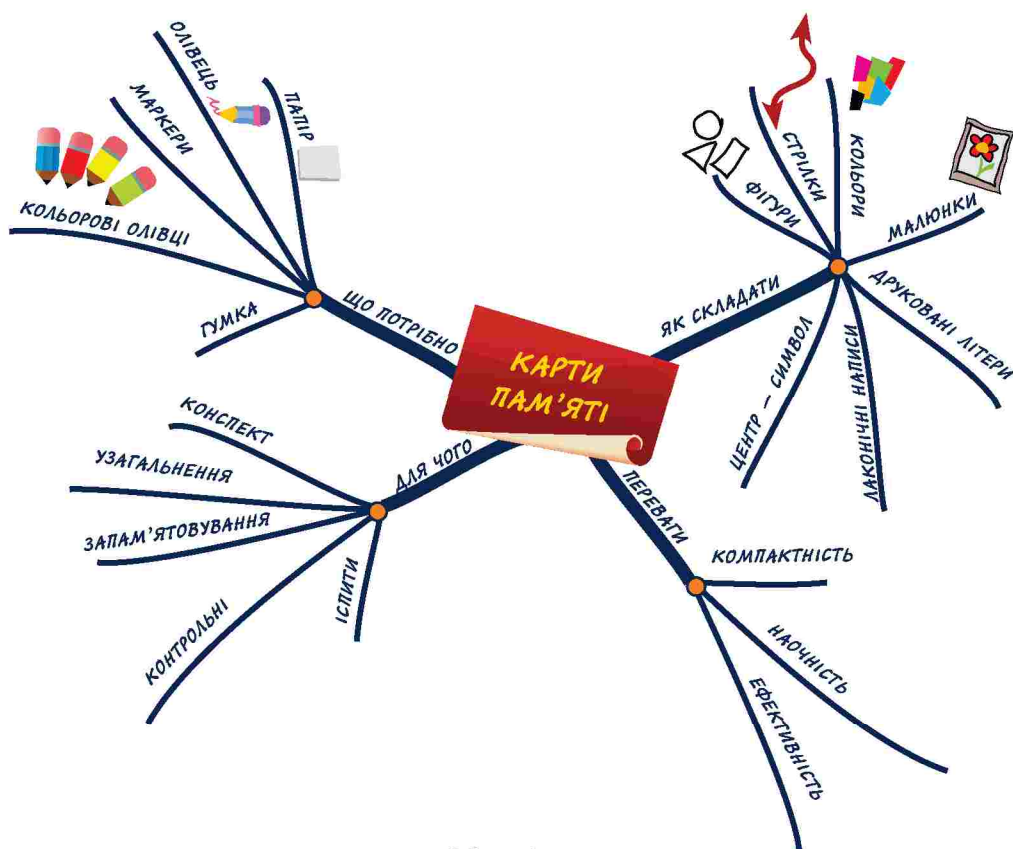 КАРТИ
ПАМ'ЯТІ
ЩО ПОТРІБНО
ПАПІР
ОЛІВЕЦЬ
МАРКЕРИ
КОЛЬОРОВІ ОЛІВЦІ
ГУМКА
ЯК СКЛАДАТИ
ФІГУРИ
СТРІЛКИ
КОЛЬОРИ
МАЛЮНКИ
ДРУКОВАНІ ЛІТЕРИ
ЛАКОНІЧНІ НАПИСИ
ЦЕНТР – СИМВОЛ
ДЛЯ ЧОГО
КОНСПЕКТ
УЗАГАЛЬНЕННЯ
ЗАПАМ'ЯТОВУВАННЯ
КОНТРОЛЬНІ
ІСПИТИ
ПЕРЕВАГИ
КОМПАКТНІСТЬ
НАОЧНІСТЬ
ЕФЕКТИВНІСТЬ